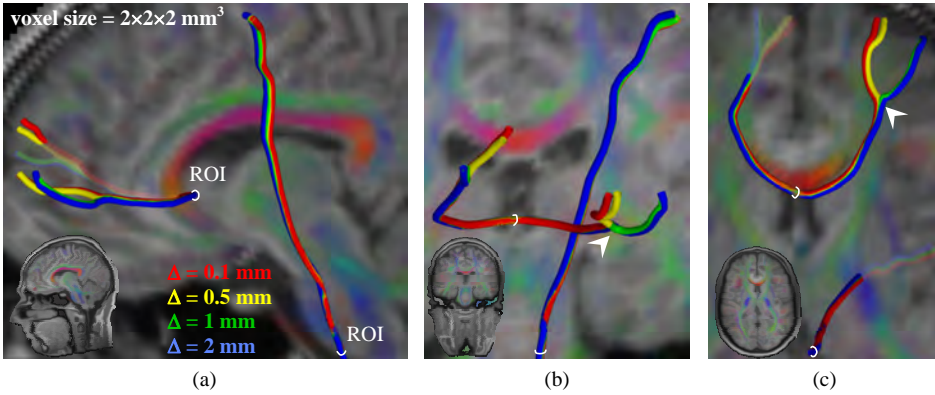 voxel size = 2×2×2 mm³
ROI
Δ = 0.1 mm
Δ = 0.5 mm
Δ = 1 mm
Δ = 2 mm
ROI
(a)
(b)
(c)